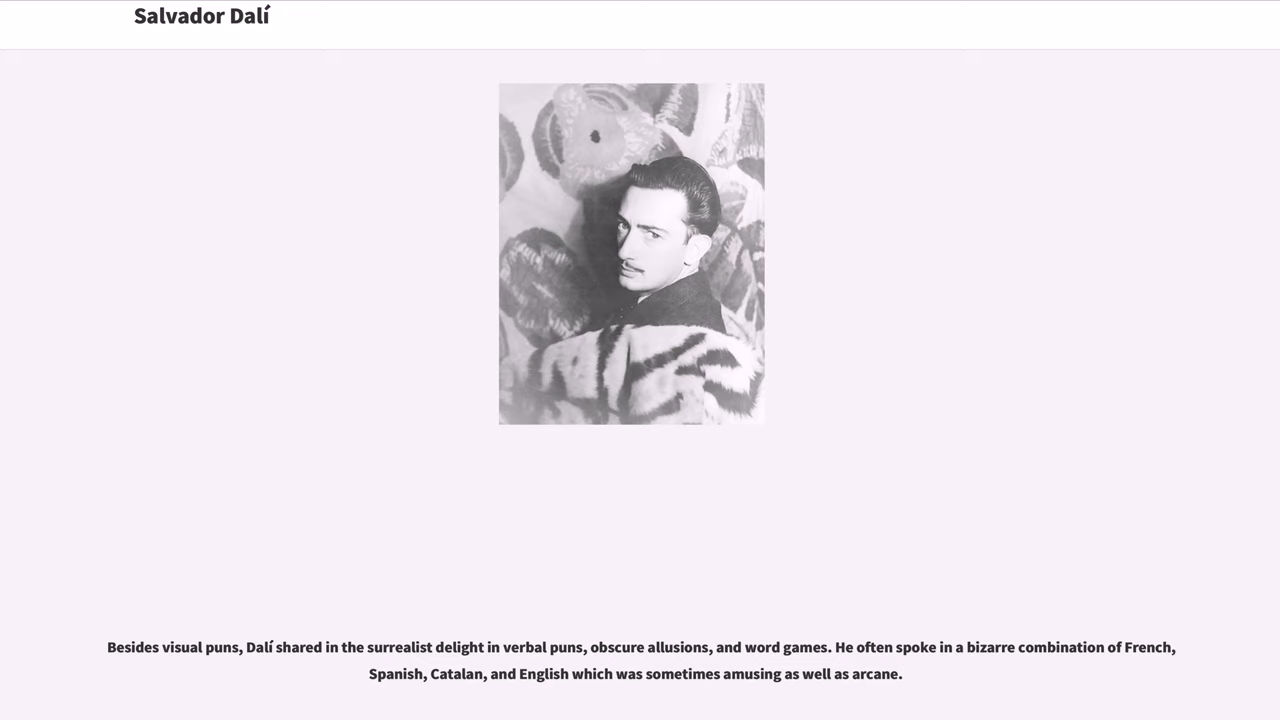 Salvador Dalí
Besides visual puns, Dalí shared in the surrealist delight in verbal puns, obscure allusions, and word games. He often spoke in a bizarre combination of French,
Spanish, Catalan, and English which was sometimes amusing as well as arcane.